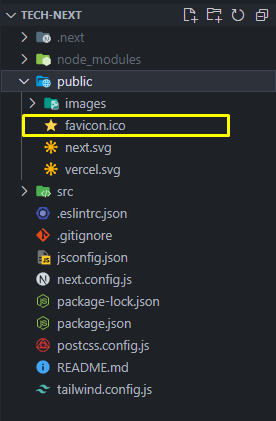 TECH-NEXT
.next
node_modules
public
images
favicon.ico
next.svg
vercel.svg
src
.eslintrc.json
.gitignore
jsconfig.json
next.config.js
package-lock.json
package.json
postcss.config.js
README.md
tailwind.config.js